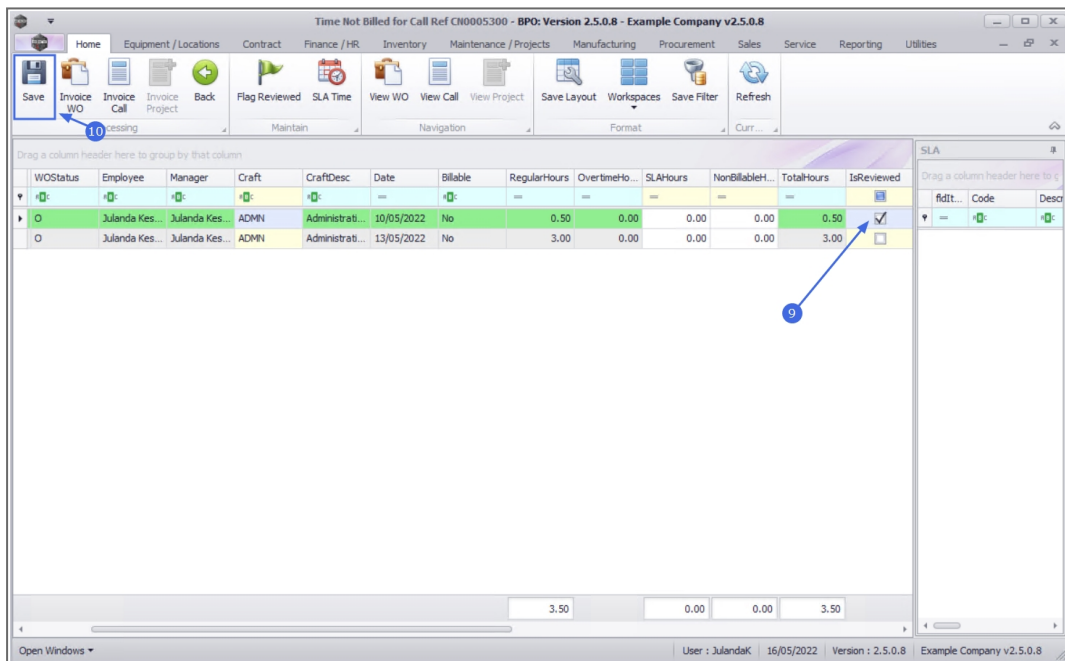 Time Not Billed for Call Ref CN0005300 - BPO: Version 2.5.0.8 - Example Company v2.5.0.8
Home Equipment / Locations Contract Finance / HR Inventory Maintenance / Projects Manufacturing Procurement Sales Service Reporting Utilities
Save Invoice WO Invoice Call Invoice Project Back Flag Reviewed SLA Time View WO View Call View Project Save Layout Workspaces Save Filter Refresh
10 cessing Maintain Navigation Format Curr...
Drag a column header here to group by that column
SLA
Drag a column header here to g
WOStatus Employee Manager Craft CraftDesc Date Billable RegularHours OvertimeHo... SLAHours NonBillableH... TotalHours IsReviewed
fldIt... Code Descr
O Julanda Kes... Julanda Kes... ADMN Administrati... 10/05/2022 No 0.50 0.00 0.00 0.00 0.50
O Julanda Kes... Julanda Kes... ADMN Administrati... 13/05/2022 No 3.00 0.00 0.00 0.00 3.00
9
3.50 0.00 0.00 3.50
Open Windows User : JulandaK 16/05/2022 Version : 2.5.0.8 Example Company v2.5.0.8